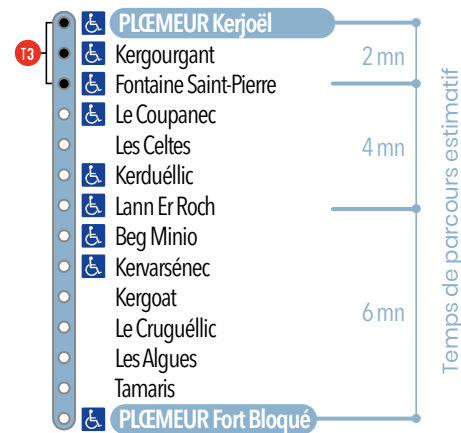 PLŒMEUR Kerjoël
T3
Kergourgant
2 mn
Fontaine Saint-Pierre
Le Coupanec
Les Celtes
4 mn
Kerduéllic
Lann Er Roch
Beg Minio
Kervarsénec
Kergoat
6 mn
Le Cruguéllic
Les Algues
Tamaris
PLŒMEUR Fort Bloqué
Temps de parcours estimatif